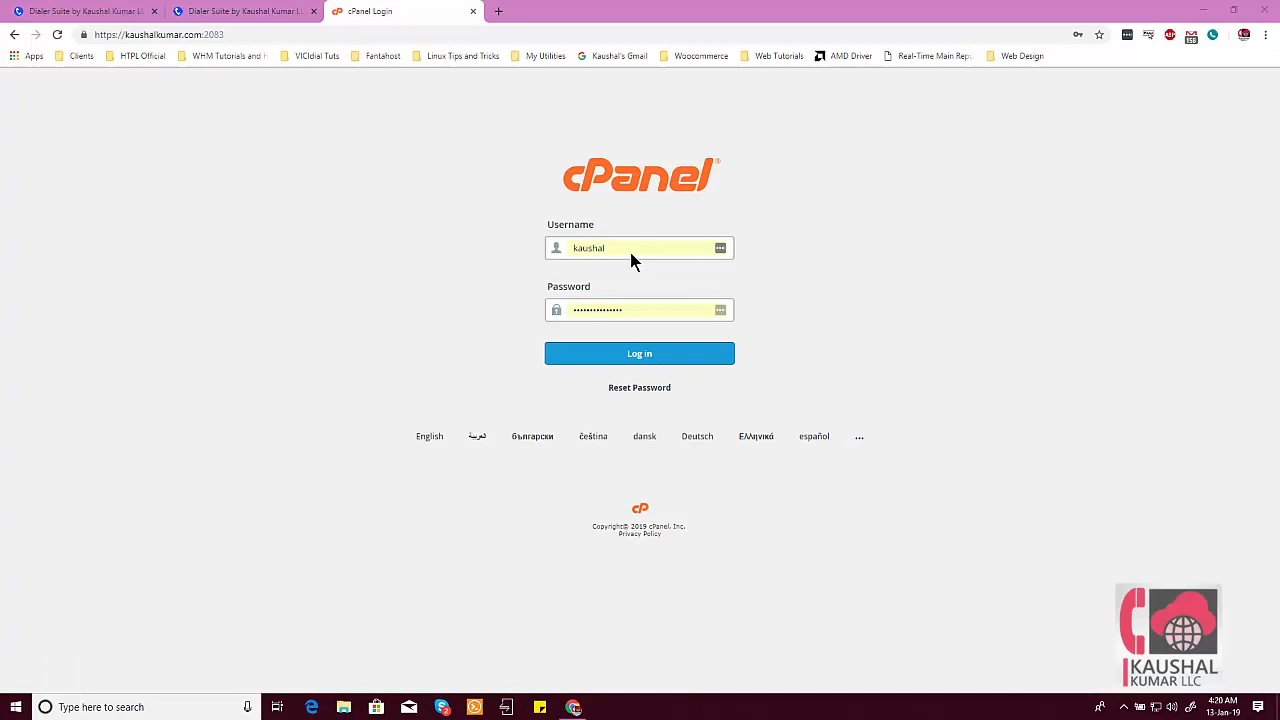 Dialer Suite by Kaushal Kumar LL
Dialer Suite by Kaushal Kumar LL
cPanel Login
https://kaushalkumar.com:2083
Apps
Clients
HTPL Official
WHM Tutorials and H
VICIdial Tuts
Fantahost
Linux Tips and Tricks
My Utilities
Kaushal's Gmail
Woocommerce
Web Tutorials
AMD Driver
Real-Time Main Rep
Web Design
cPanel®
Username
kaushal
Password
Log in
Reset Password
English
العربية
български
čeština
dansk
Deutsch
Ελληνικά
español
...
cP
Copyright© 2019 cPanel, Inc.
Privacy Policy
KAUSHAL
KUMAR LLC
Type here to search
4:20 AM
13-Jan-19